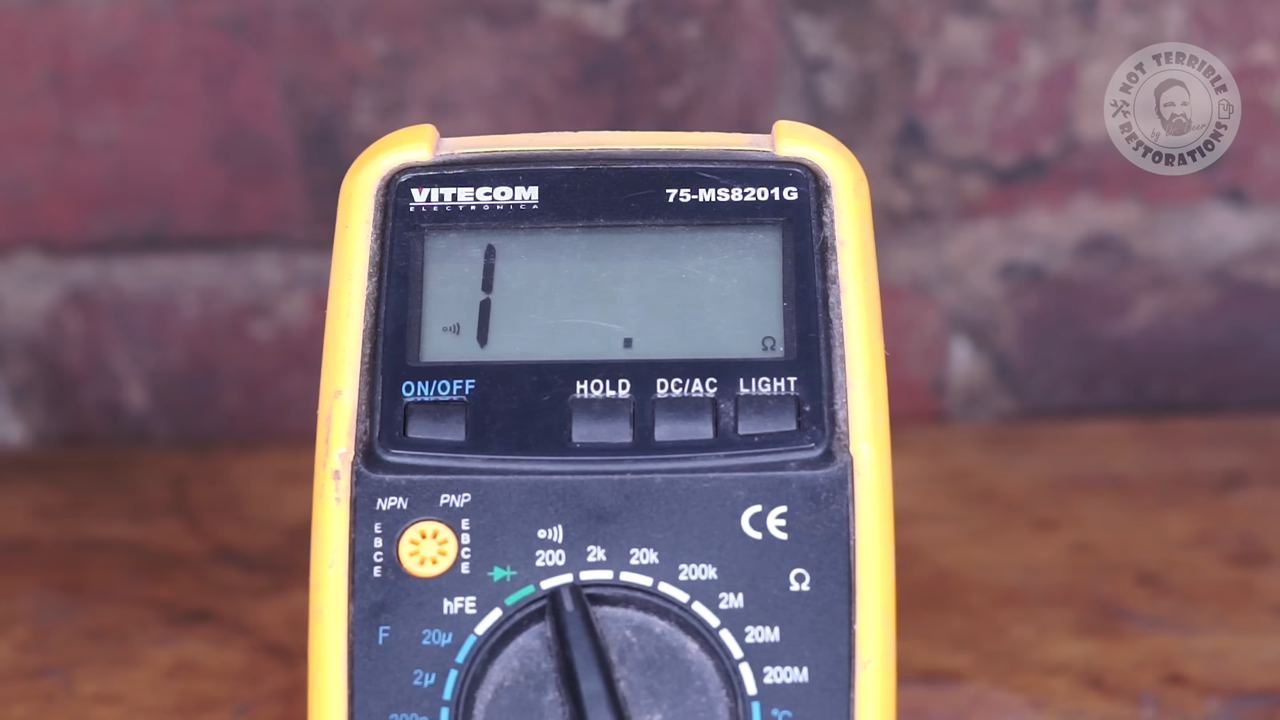 NOT TERRIBLE
RESTORATIONS
VITECOM
ELECTRÓNICA
75-MS8201G
1 .
Ω
ON/OFF
HOLD
DC/AC
LIGHT
NPN
PNP
E
B
C
E
E
B
C
E
CE
Ω
200
2k
20k
200k
2M
20M
200M
°C
hFE
F
20µ
2µ